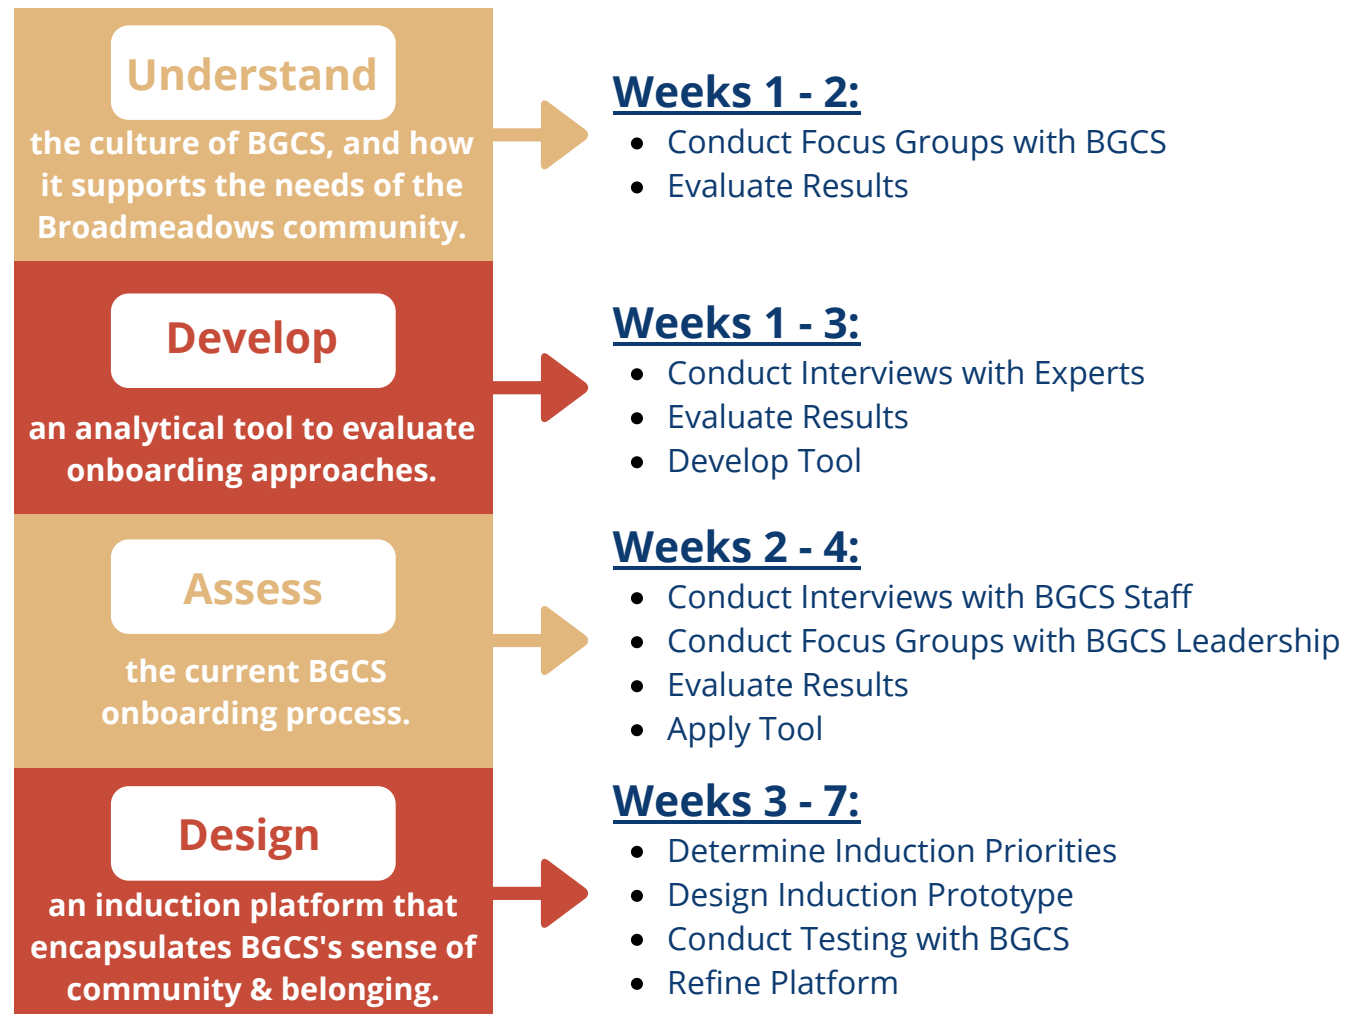 Understand
the culture of BGCS, and how
it supports the needs of the
Broadmeadows community.
Weeks 1 - 2:
Conduct Focus Groups with BGCS
Evaluate Results
Develop
an analytical tool to evaluate
onboarding approaches.
Weeks 1 - 3:
Conduct Interviews with Experts
Evaluate Results
Develop Tool
Assess
the current BGCS
onboarding process.
Weeks 2 - 4:
Conduct Interviews with BGCS Staff
Conduct Focus Groups with BGCS Leadership
Evaluate Results
Apply Tool
Design
an induction platform that
encapsulates BGCS's sense of
community & belonging.
Weeks 3 - 7:
Determine Induction Priorities
Design Induction Prototype
Conduct Testing with BGCS
Refine Platform